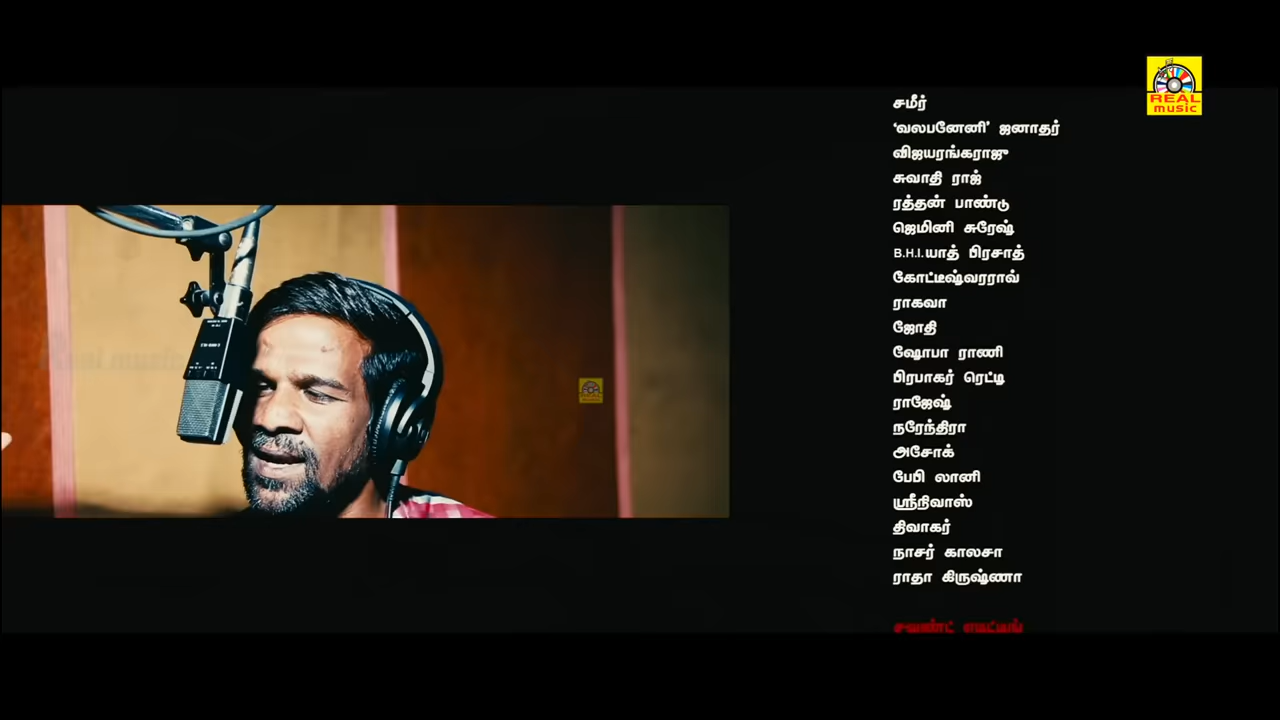 REAL
music
சமீர்
‘வலபனேனி’ ஜனாதர்
விஜயரங்கராஜு
சுவாதி ராஜ்
ரத்தன் பாண்டு
ஜெமினி சுரேஷ்
B.H.I.யாத் பிரசாத்
கோட்டீஷ்வரராவ்
ராகவா
ஜோதி
ஷோபா ராணி
பிரபாகர் ரெட்டி
ராஜேஷ்
நரேந்திரா
அசோக்
பேபி லானி
ஸ்ரீநிவாஸ்
திவாகர்
நாசர் காலசா
ராதா கிருஷ்ணா